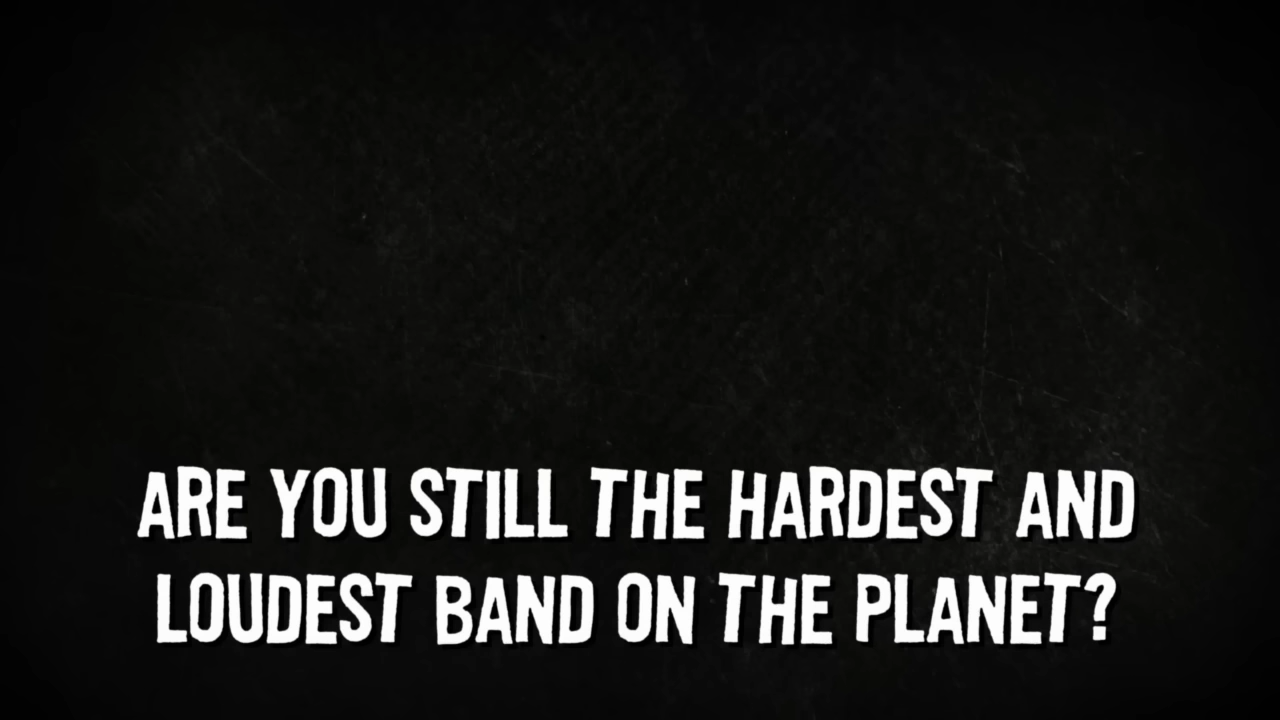 ARE YOU STILL THE HARDEST AND
LOUDEST BAND ON THE PLANET?